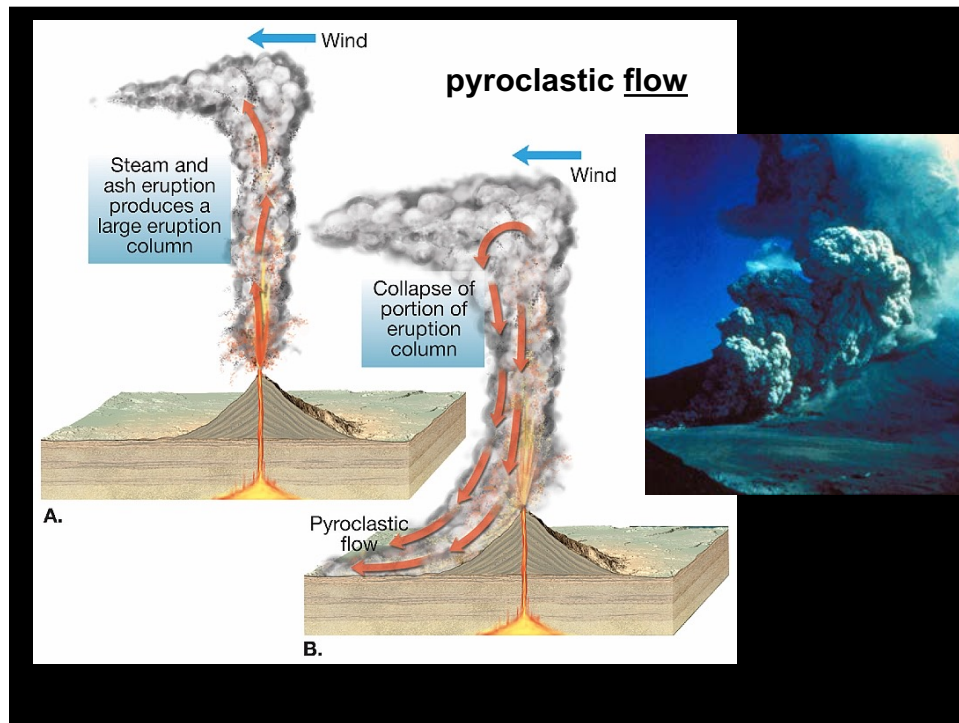 Wind
pyroclastic flow
Steam and
ash eruption
produces a
large eruption
column
Wind
Collapse of
portion of
eruption
column
A.
Pyroclastic
flow
B.